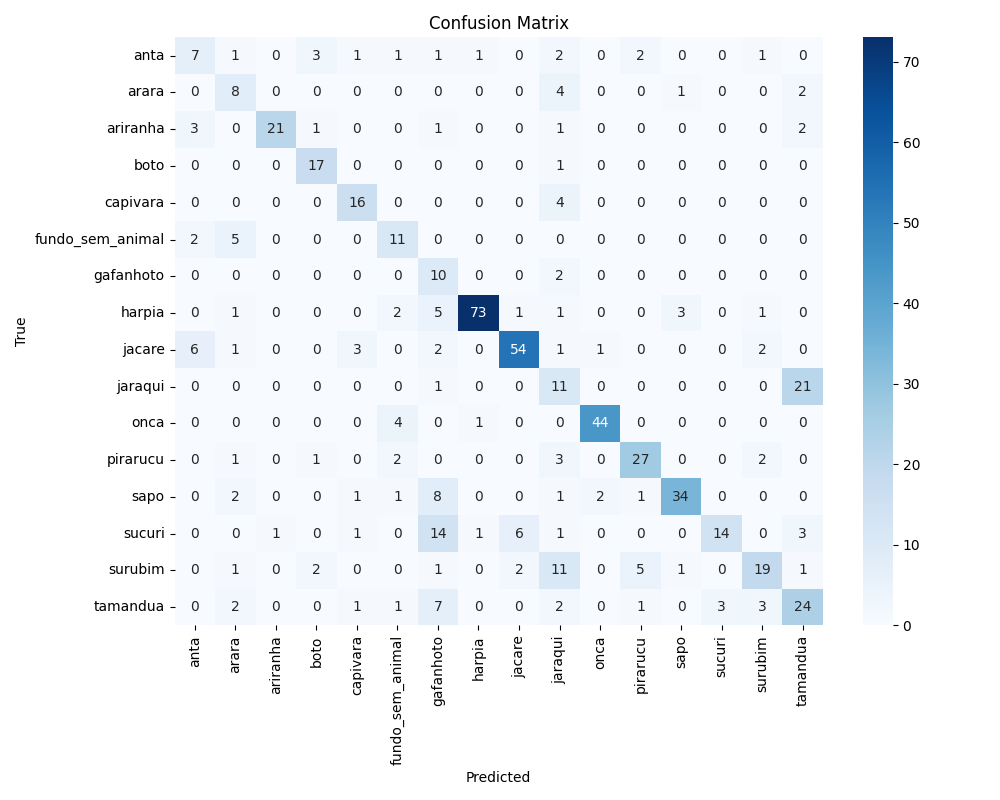 Confusion Matrix
True
anta 7 1 0 3 1 1 1 1 0 2 0 2 0 0 1 0
arara 0 8 0 0 0 0 0 0 0 4 0 0 1 0 0 2
ariranha 3 0 21 1 0 0 1 0 0 1 0 0 0 0 0 2
boto 0 0 0 17 0 0 0 0 0 1 0 0 0 0 0 0
capivara 0 0 0 0 16 0 0 0 0 4 0 0 0 0 0 0
fundo_sem_animal 2 5 0 0 0 11 0 0 0 0 0 0 0 0 0 0
gafanhoto 0 0 0 0 0 0 10 0 0 2 0 0 0 0 0 0
harpia 0 1 0 0 0 2 5 73 1 1 0 0 3 0 1 0
jacare 6 1 0 0 3 0 2 0 54 1 1 0 0 0 2 0
jaraqui 0 0 0 0 0 0 1 0 0 11 0 0 0 0 0 21
onca 0 0 0 0 0 4 0 1 0 0 44 0 0 0 0 0
pirarucu 0 1 0 1 0 2 0 0 0 3 0 27 0 0 2 0
sapo 0 2 0 0 1 1 8 0 0 1 2 1 34 0 0 0
sucuri 0 0 1 0 1 0 14 1 6 1 0 0 0 14 0 3
surubim 0 1 0 2 0 0 1 0 2 11 0 5 1 0 19 1
tamandua 0 2 0 0 1 1 7 0 0 2 0 1 0 3 3 24
anta arara ariranha boto capivara fundo_sem_animal gafanhoto harpia jacare jaraqui onca pirarucu sapo sucuri surubim tamandua
Predicted
70
60
50
40
30
20
10
0